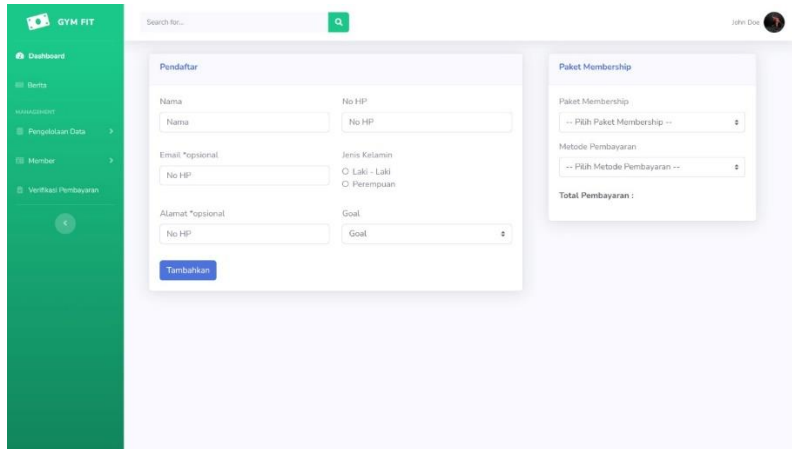 GYM FIT
Search for...
John Doe
Dashboard
Berita
MANAGEMENT
Pengelolaan Data
Member
Verifikasi Pembayaran
Pendaftar
Nama
No HP
Nama
No HP
Email *opsional
Jenis Kelamin
No HP
Laki - Laki
Perempuan
Alamat *opsional
Goal
No HP
Goal
Tambahkan
Paket Membership
Paket Membership
-- Pilih Paket Membership --
Metode Pembayaran
-- Pilih Metode Pembayaran --
Total Pembayaran :